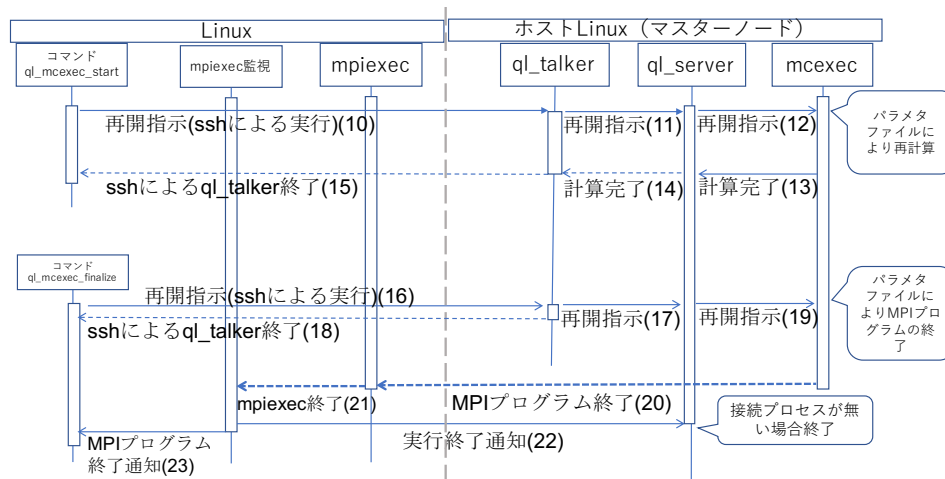 Linux
ホストLinux（マスターノード）
コマンド
ql_mcexec_start
mpiexec監視
mpiexec
ql_talker
ql_server
mcexec
再開指示(sshによる実行)(10)
再開指示(11)
再開指示(12)
パラメタ
ファイルに
より再計算
sshによるql_talker終了(15)
計算完了(14)
計算完了(13)
コマンド
ql_mcexec_finalize
再開指示(sshによる実行)(16)
sshによるql_talker終了(18)
再開指示(17)
再開指示(19)
パラメタ
ファイルに
よりMPIプロ
グラムの終
了
mpiexec終了(21)
MPIプログラム終了(20)
接続プロセスが無
い場合終了
MPIプログラム
終了通知(23)
実行終了通知(22)